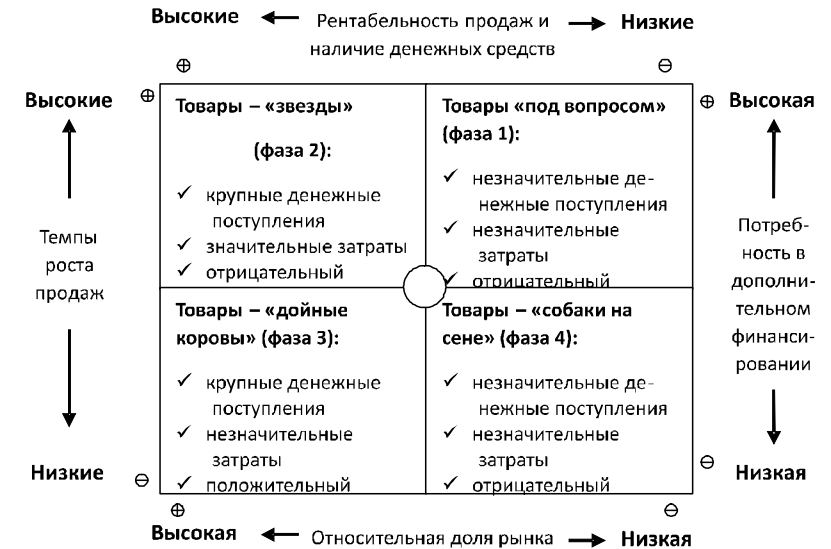 Высокие
Рентабельность продаж и
наличие денежных средств
Низкие
Высокие
Темпы
роста
продаж
Низкие
Товары – «звезды»
(фаза 2):
✓ крупные денежные
поступления
✓ значительные затраты
✓ отрицательный
Товары «под вопросом»
(фаза 1):
✓ незначительные де-
нежные поступления
✓ незначительные
затраты
✓ отрицательный
Товары – «дойные
коровы» (фаза 3):
✓ крупные денежные
поступления
✓ незначительные
затраты
✓ положительный
Товары – «собаки на
сене» (фаза 4):
✓ незначительные де-
нежные поступления
✓ незначительные
затраты
✓ отрицательный
Высокая
Потреб-
ность в
дополни-
тельном
финанси-
ровании
Низкая
Высокая
Относительная доля рынка
Низкая